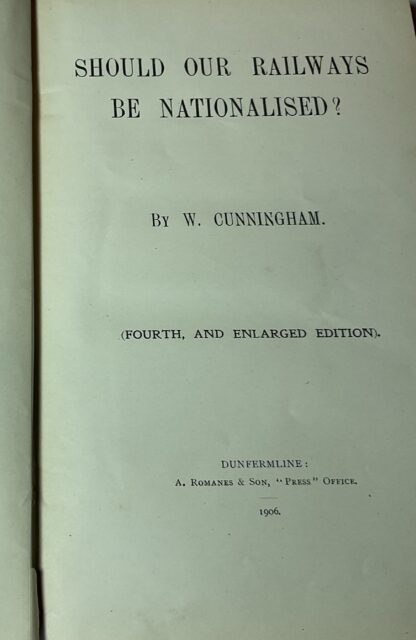 SHOULD OUR RAILWAYS
BE NATIONALISED?
BY W. CUNNINGHAM.
(FOURTH, AND ENLARGED EDITION).
DUNFERMLINE:
A. ROMANES & SON, "PRESS" OFFICE.
1906.